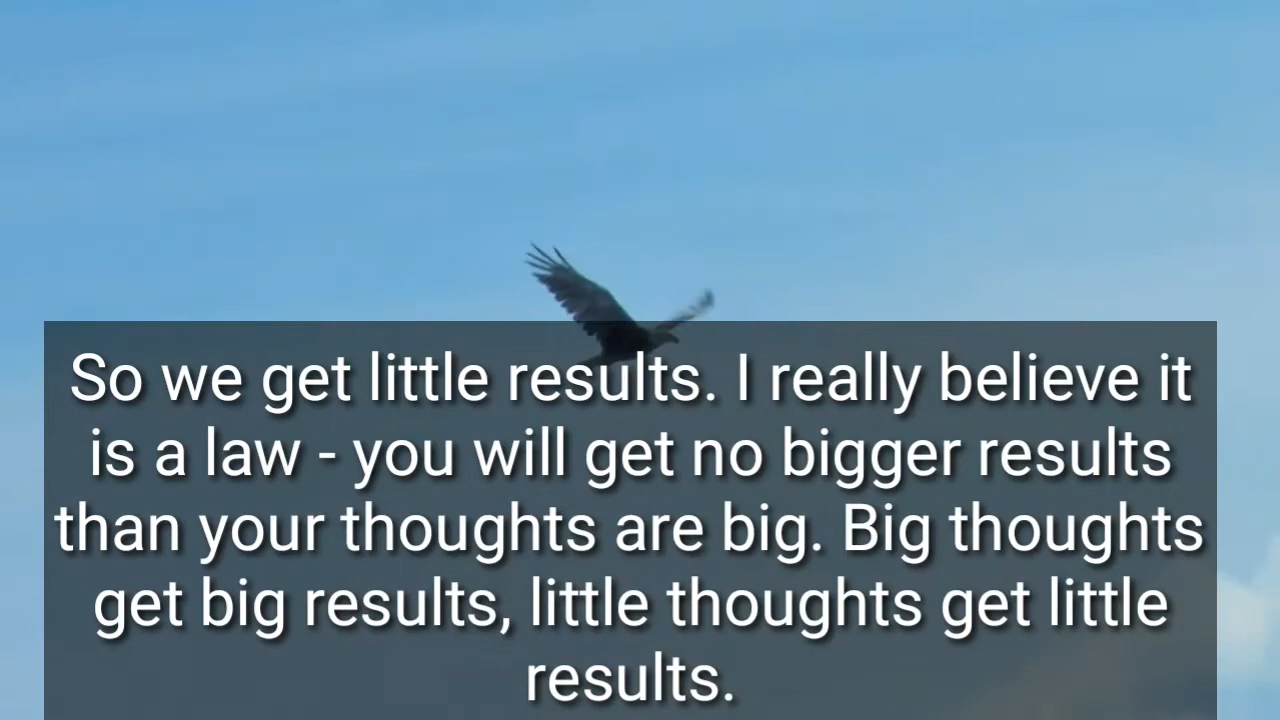 So we get little results. I really believe it
is a law - you will get no bigger results
than your thoughts are big. Big thoughts
get big results, little thoughts get little
results.